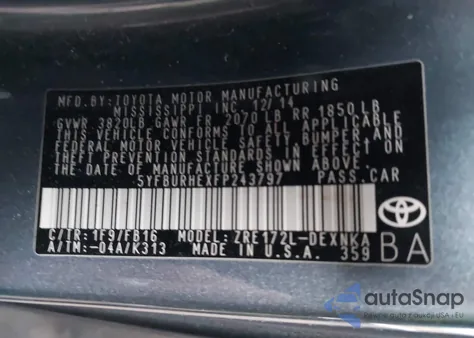 MFD.BY:TOYOTA MOTOR MANUFACTURING
MISSISSIPPI INC. 12/14
GVWR 3820LB GAWR FR 2070 LB RR 1850 LB
THIS VEHICLE CONFORMS TO ALL APPLICABLE
FEDERAL MOTOR VEHICLE SAFETY, BUMPER, AND
THEFT PREVENTION STANDARDS IN EFFECT ON
THE DATE OF MANUFACTURE SHOWN ABOVE.
5YFBURHEXFP243797 PASS.CAR
C/TR: 1F9/FB16 ZRE172L-DEXNKA
A/TM:-04A/K313 MADE IN U.S.A. 359
BA
autoSnap